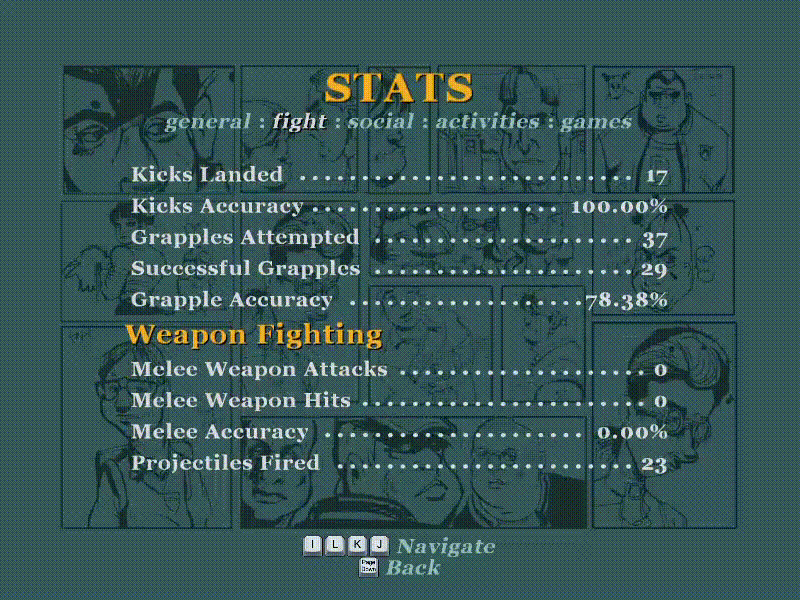 STATS
general : fight : social : activities : games
Kicks Landed .......................... 17
Kicks Accuracy .................... 100.00%
Grapples Attempted .................... 37
Successful Grapples .................... 29
Grapple Accuracy ...................78.38%
Weapon Fighting
Melee Weapon Attacks ................... 0
Melee Weapon Hits ...................... 0
Melee Accuracy .................... 0.00%
Projectiles Fired ....................... 23
I L K J Navigate
Page Down Back